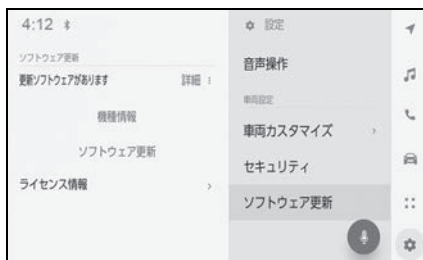 4:12
ソフトウェア更新
更新ソフトウェアがあります
詳細
機種情報
ソフトウェア更新
ライセンス情報
設定
音声操作
車両設定
車両カスタマイズ
セキュリティ
ソフトウェア更新